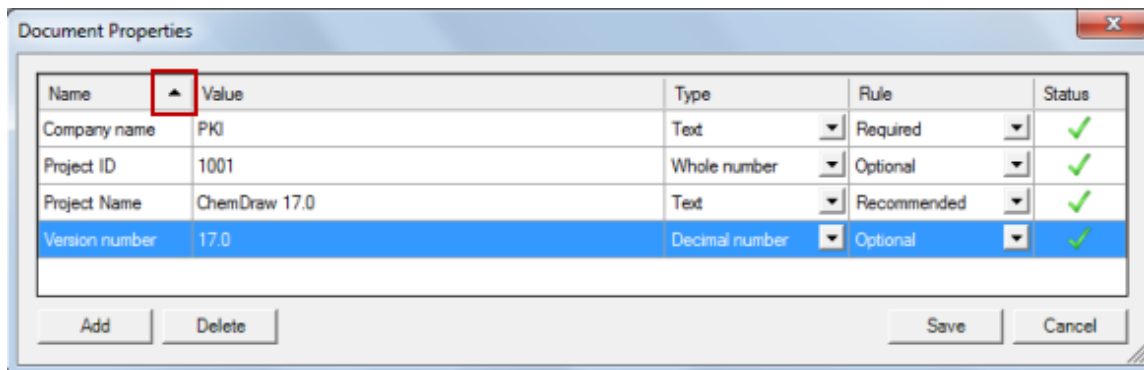 Document Properties
Name Value Type Rule Status
Company name PKI Text Required
Project ID 1001 Whole number Optional
Project Name ChemDraw 17.0 Text Recommended
Version number 17.0 Decimal number Optional
Add Delete Save Cancel